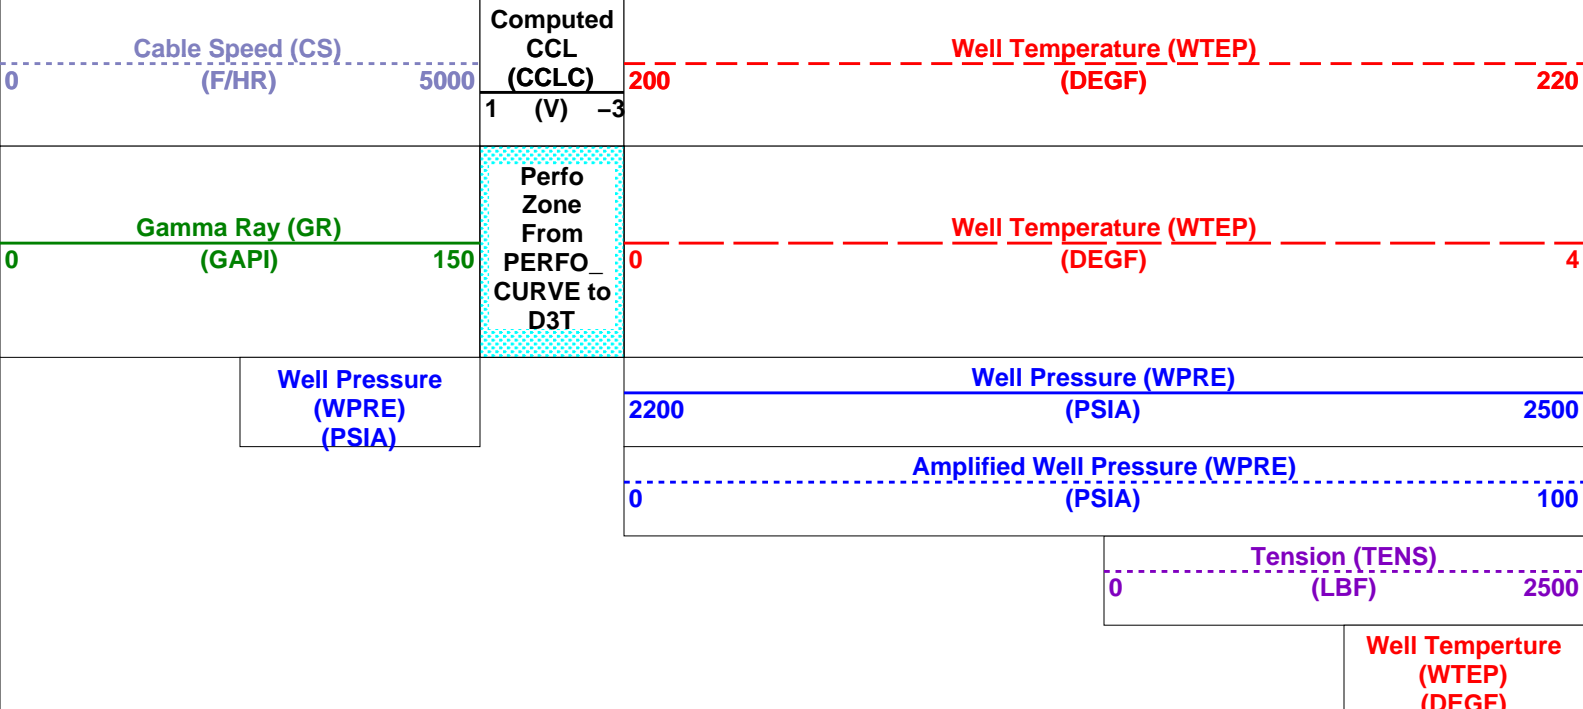 Cable Speed (CS)
0 (F/HR) 5000
Computed
CCL
(CCLC)
1 (V) −3
Well Temperature (WTEP)
200 (DEGF) 220
Gamma Ray (GR)
0 (GAPI) 150
Perfo
Zone
From
PERFO_
CURVE to
D3T
Well Temperature (WTEP)
0 (DEGF) 4
Well Pressure
(WPRE)
(PSIA)
Well Pressure (WPRE)
2200 (PSIA) 2500
Amplified Well Pressure (WPRE)
0 (PSIA) 100
Tension (TENS)
0 (LBF) 2500
Well Temperture
(WTEP)
(DEGF)